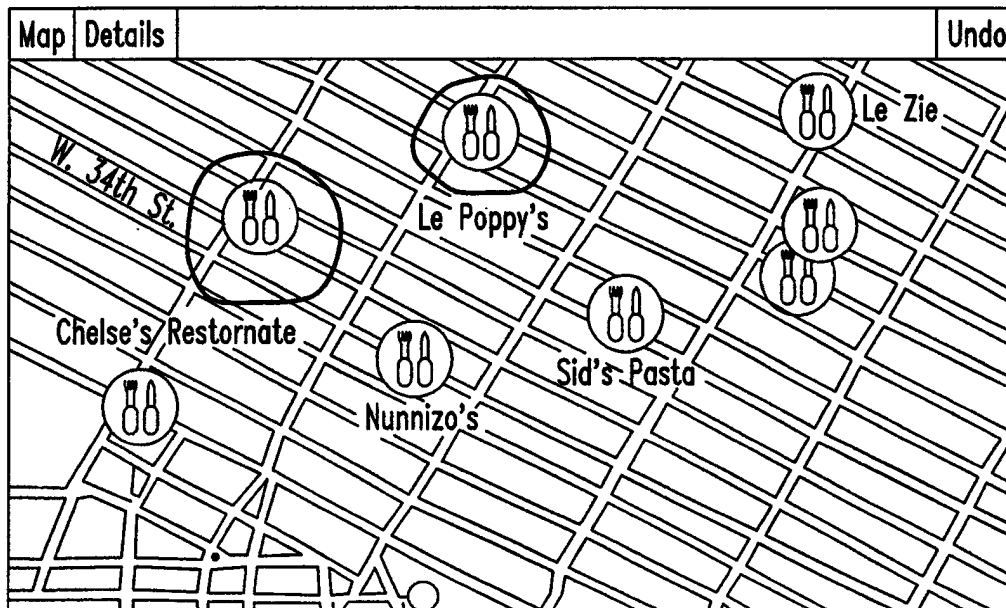 Map Details Undo
Le Zie
W. 34th St.
Le Poppy's
Chelse's Restornate
Sid's Pasta
Nunnizo's